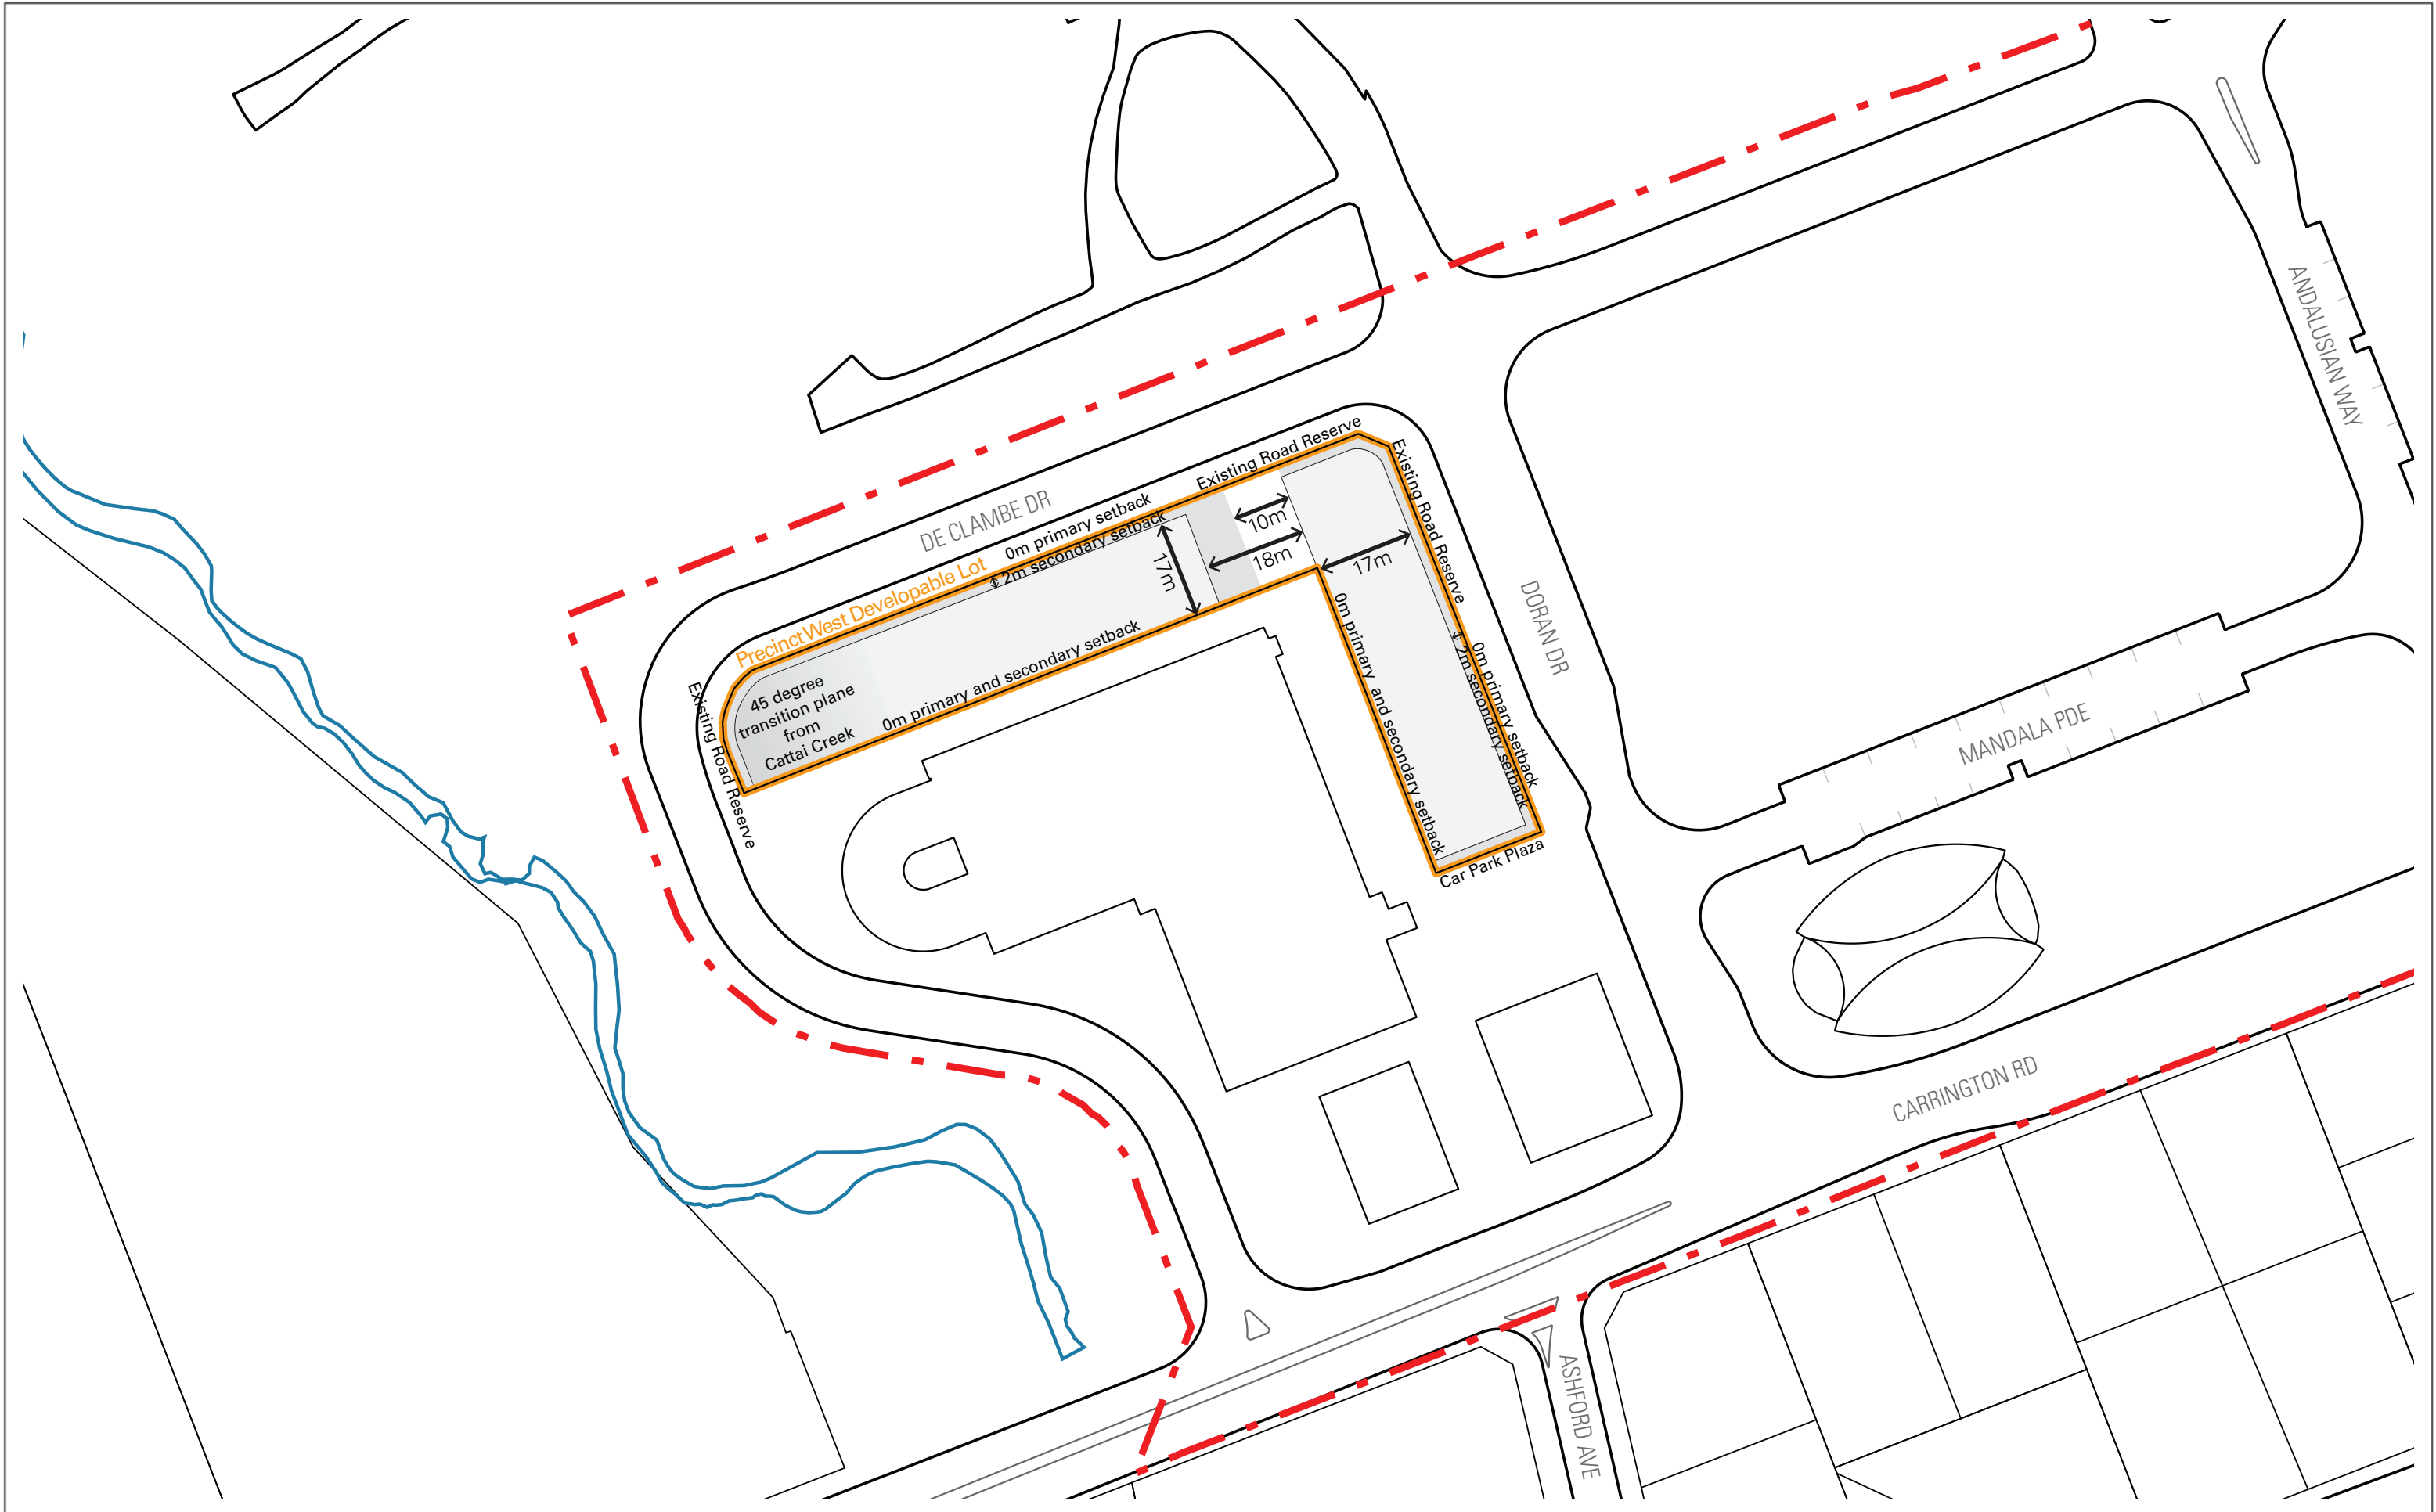 ANDALUSIAN WAY
Existing Road Reserve
Existing Road Reserve
DE CLAMBE DR
0m primary setback
2m secondary setback
10m
18m
17m
17m
Precinct West Developable Lot
DORAN DR
0m primary and secondary setback
0m primary and secondary setback
0m primary setback
2m secondary setback
45 degree
transition plane
from
Cattai Creek
Existing Road Reserve
MANDALA PDE
Car Park Plaza
CARRINGTON RD
ASHFORD AVE